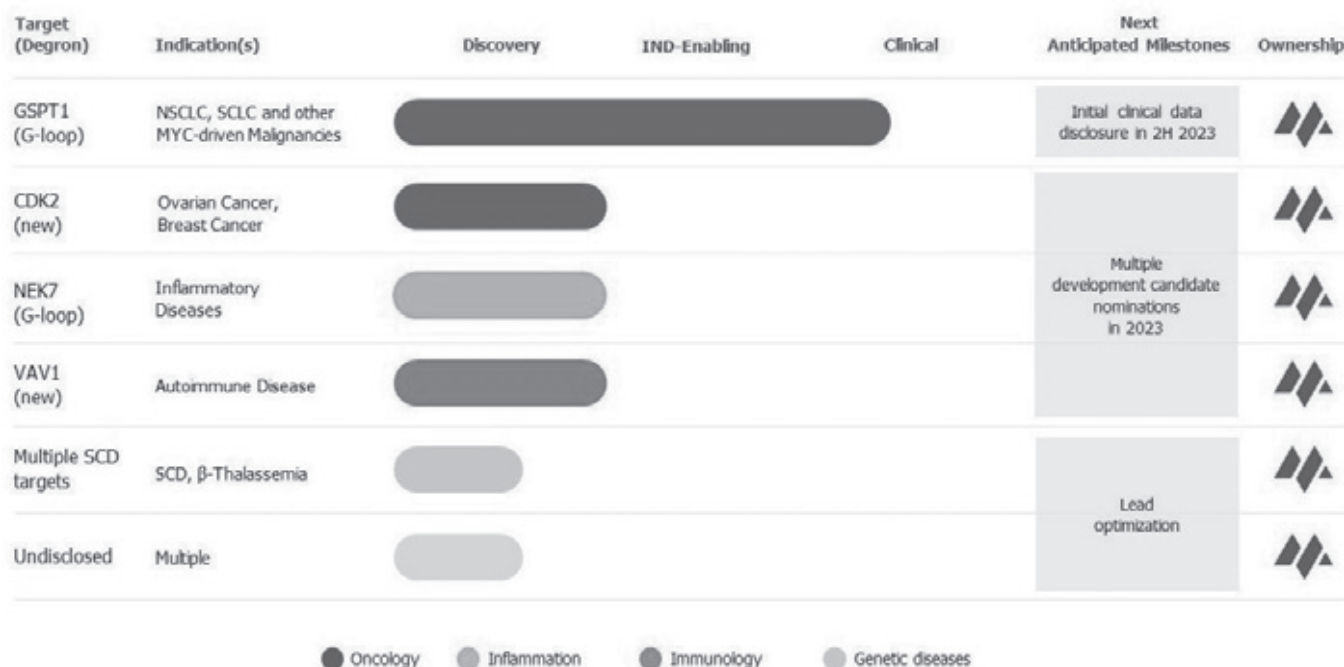 Target
(Degron)
Indication(s)
Discovery
IND-Enabling
Clinical
Next
Anticipated Milestones
Ownership
GSPT1
(G-loop)
NSCLC, SCLC and other
MYC-driven Malignancies
Initial clinical data
disclosure in 2H 2023
CDK2
(new)
Ovarian Cancer,
Breast Cancer
NEK7
(G-loop)
Inflammatory
Diseases
Multiple
development candidate
nominations
in 2023
VAV1
(new)
Autoimmune Disease
Multiple SCD
targets
SCD, β-Thalassemia
Lead
optimization
Undisclosed
Multiple
Oncology
Inflammation
Immunology
Genetic diseases